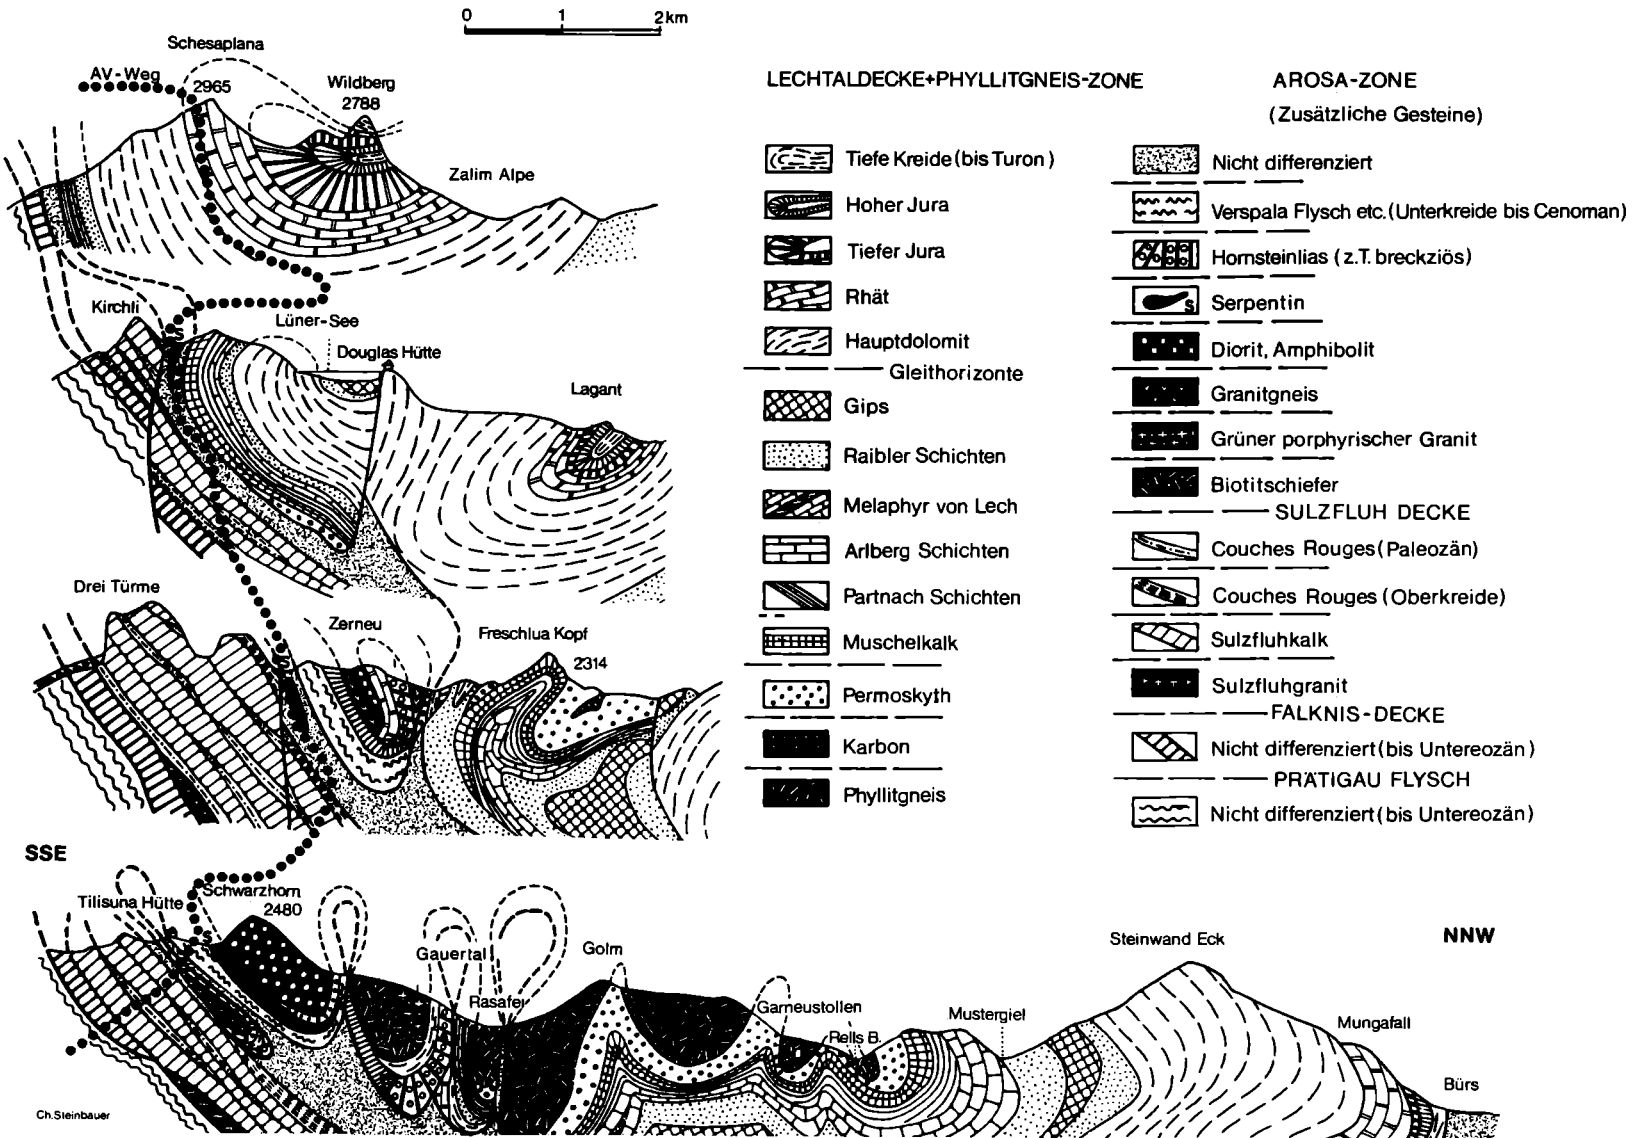 0 1 2 km
Schesaplana
AV-Weg
2965
Wildberg
2788
Zalim Alpe
Kirchli
S
Lüner-See
Douglas Hütte
Lagant
Drei Türme
Zerneu
Freschlua Kopf
2314
S
SSE
NNW
Tilisuna Hütte
Schwarzhorn
2480
S
Gauertal
Rasafei
Golm
Garneustollen
Rells B.
Mustergiel
Steinwand Eck
Mungafall
Bürs
Ch.Steinbauer
LECHTALDECKE+PHYLLITGNEIS-ZONE
Tiefe Kreide (bis Turon)
Hoher Jura
Tiefer Jura
Rhät
Hauptdolomit
Gleithorizonte
Gips
Raibler Schichten
Melaphyr von Lech
Arlberg Schichten
Partnach Schichten
Muschelkalk
Permoskyth
Karbon
Phyllitgneis
AROSA-ZONE
(Zusätzliche Gesteine)
Nicht differenziert
Verspala Flysch etc. (Unterkreide bis Cenoman)
Hornsteinlias (z.T. breckziös)
S Serpentin
Diorit, Amphibolit
Granitgneis
Grüner porphyrischer Granit
Biotitschiefer
SULZFLUH DECKE
Couches Rouges (Paleozän)
Couches Rouges (Oberkreide)
Sulzfluhkalk
Sulzfluhgranit
FALKNIS-DECKE
Nicht differenziert (bis Untereozän)
PRÄTIGAU FLYSCH
Nicht differenziert (bis Untereozän)